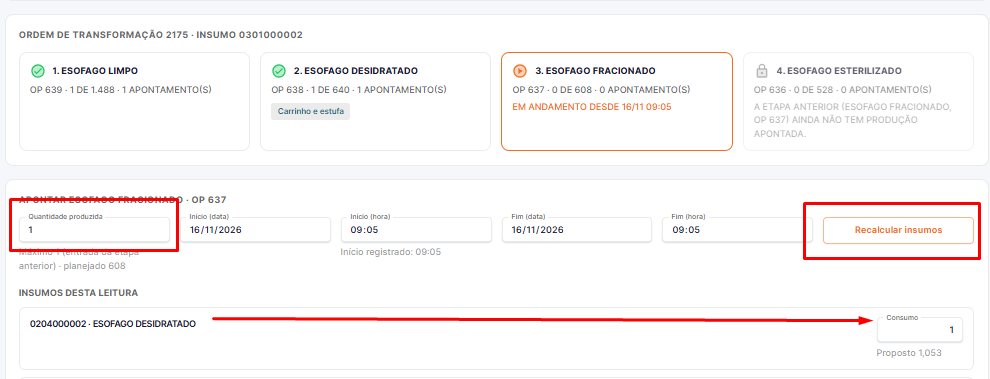 ORDEM DE TRANSFORMAÇÃO 2175 · INSUMO 0301000002
1. ESOFAGO LIMPO
OP 639 · 1 DE 1.488 · 1 APONTAMENTO(S)
2. ESOFAGO DESIDRATADO
OP 638 · 1 DE 640 · 1 APONTAMENTO(S)
Carrinho e estufa
3. ESOFAGO FRACIONADO
OP 637 · 0 DE 608 · 0 APONTAMENTO(S)
EM ANDAMENTO DESDE 16/11 09:05
4. ESOFAGO ESTERILIZADO
OP 636 · 0 DE 528 · 0 APONTAMENTO(S)
A ETAPA ANTERIOR (ESOFAGO FRACIONADO,
OP 637) AINDA NÃO TEM PRODUÇÃO
APONTADA.
APONTAR ESOFAGO FRACIONADO · OP 637
Quantidade produzida
1
Máximo 1 (entrada da etapa
anterior) · planejado 608
Início (data)
16/11/2026
Início (hora)
09:05
Início registrado: 09:05
Fim (data)
16/11/2026
Fim (hora)
09:05
Recalcular insumos
INSUMOS DESTA LEITURA
0204000002 · ESOFAGO DESIDRATADO
Consumo
1
Proposto 1,053